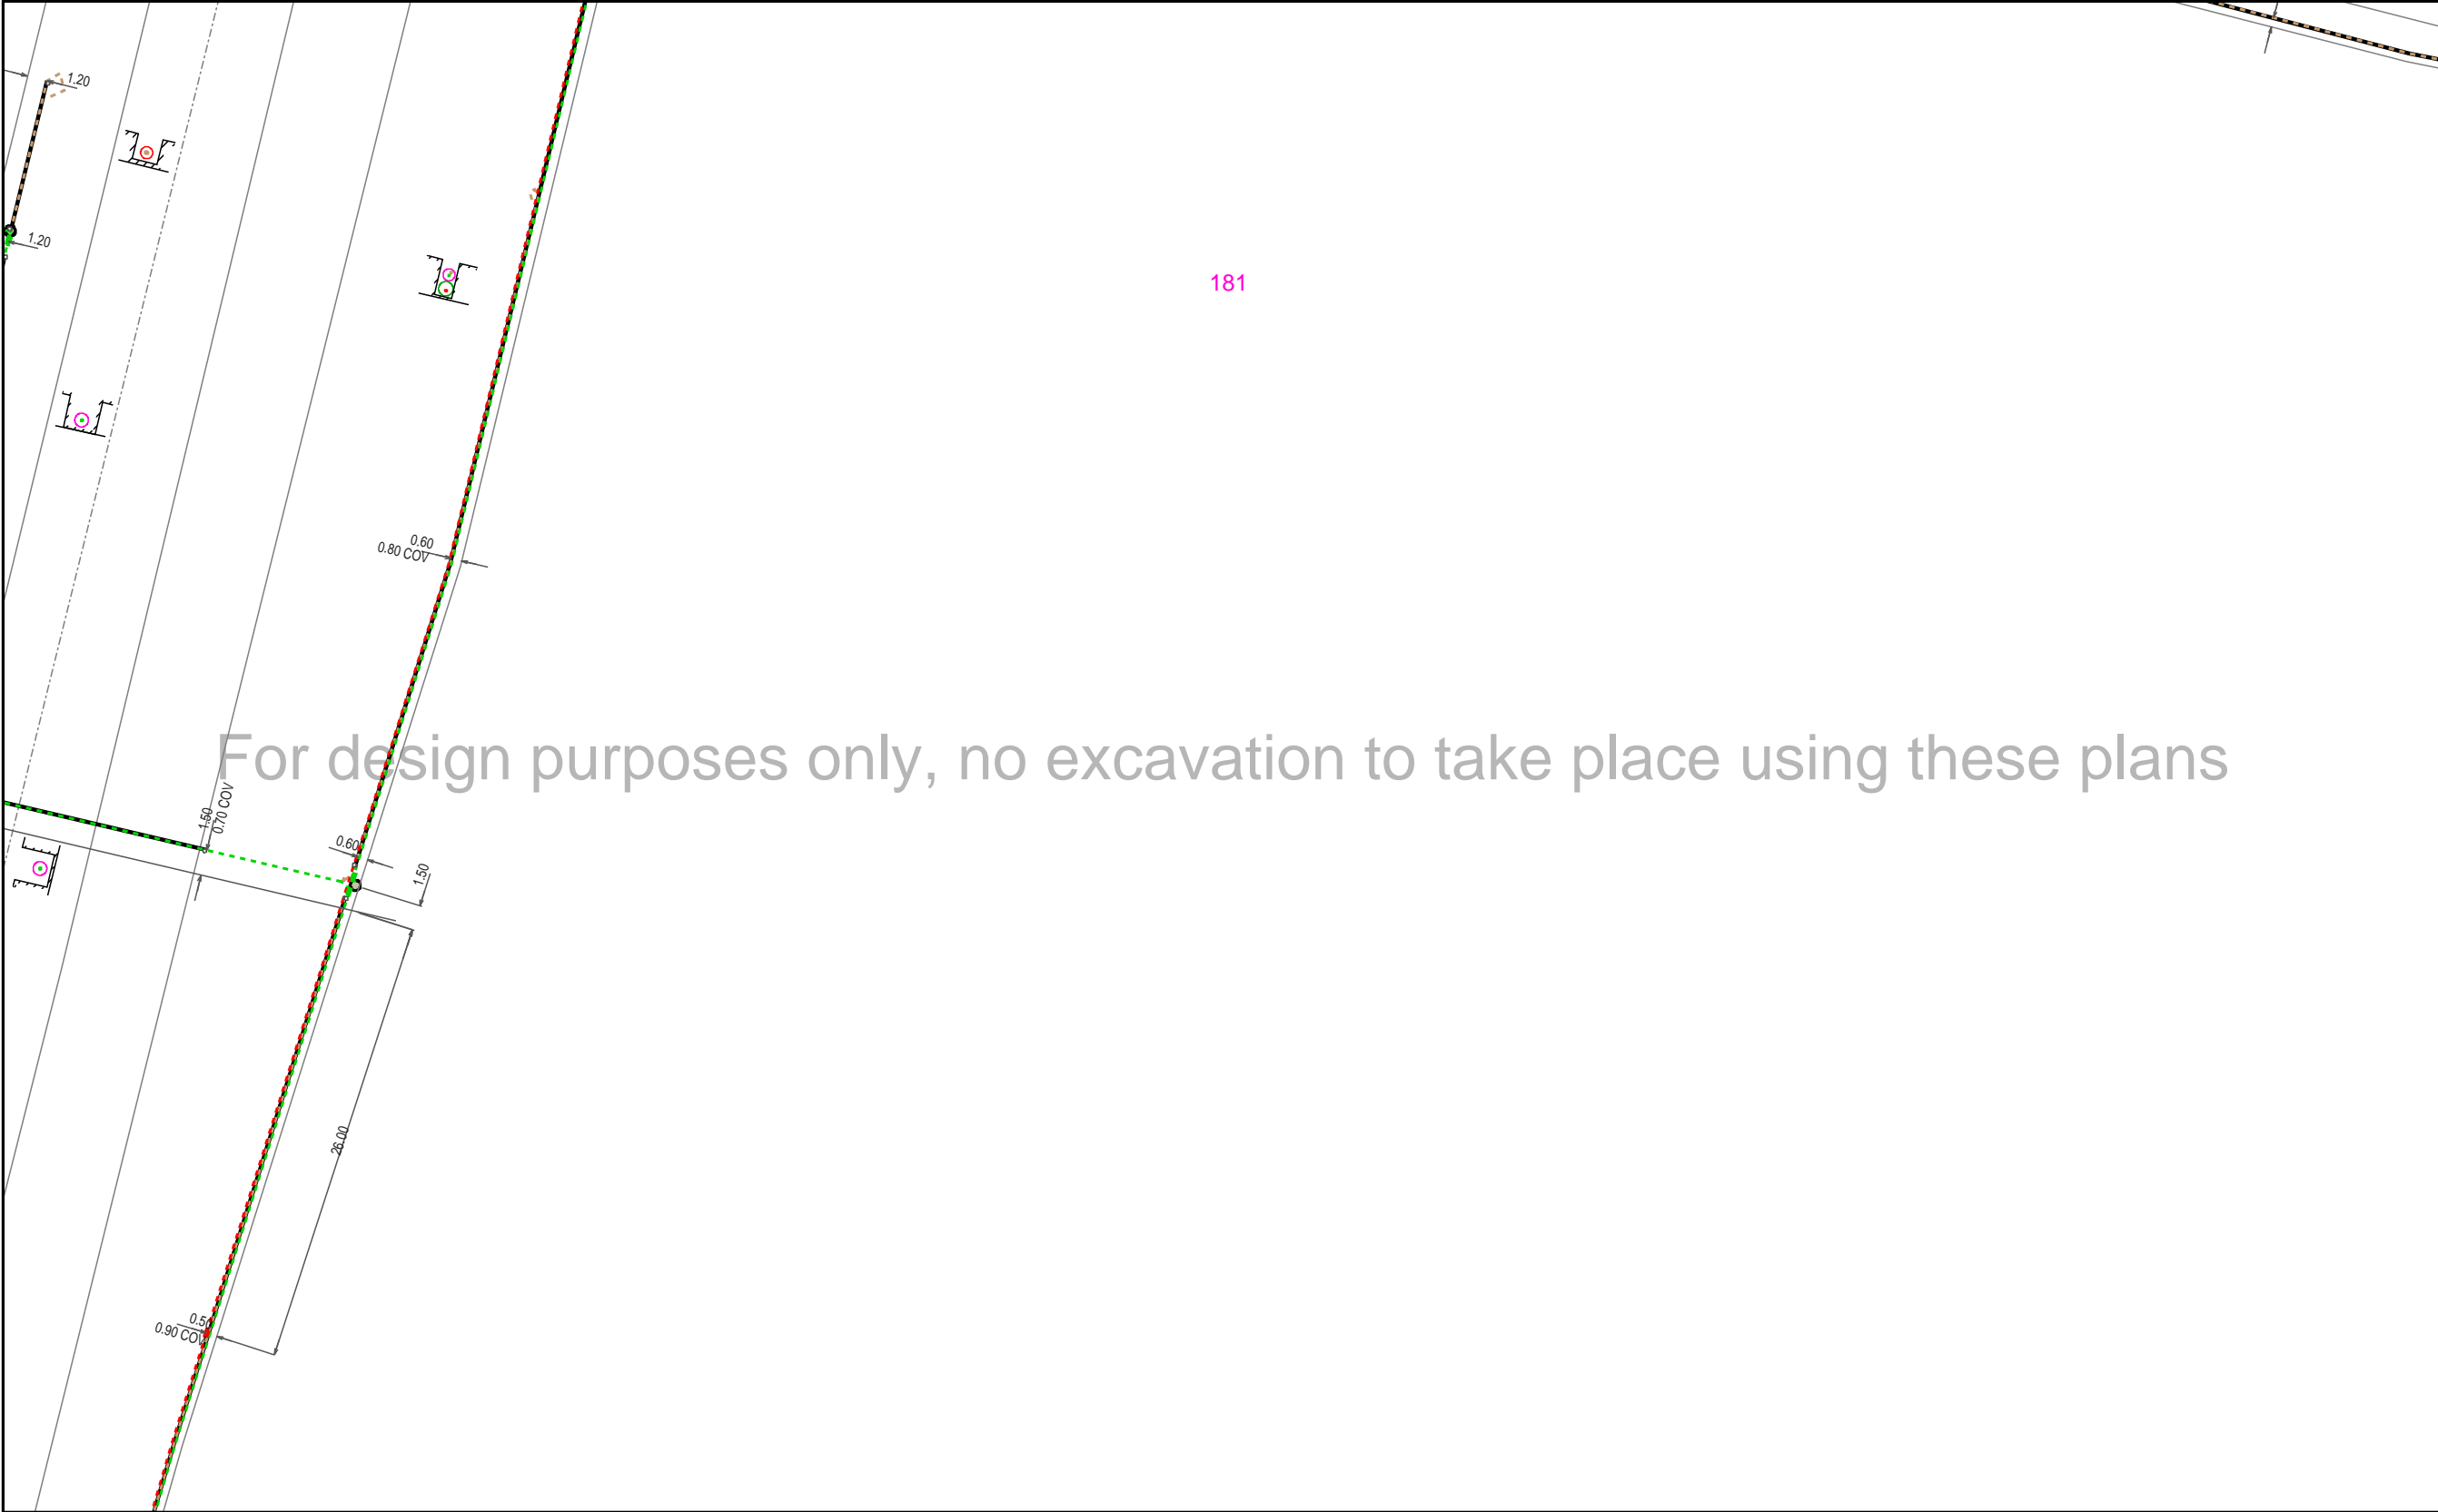 1.20
1.20
181
0.60
0.80 COV
For design purposes only, no excavation to take place using these plans
1.50
0.70 COV
0.60
1.50
26.00
0.50
0.90 COV